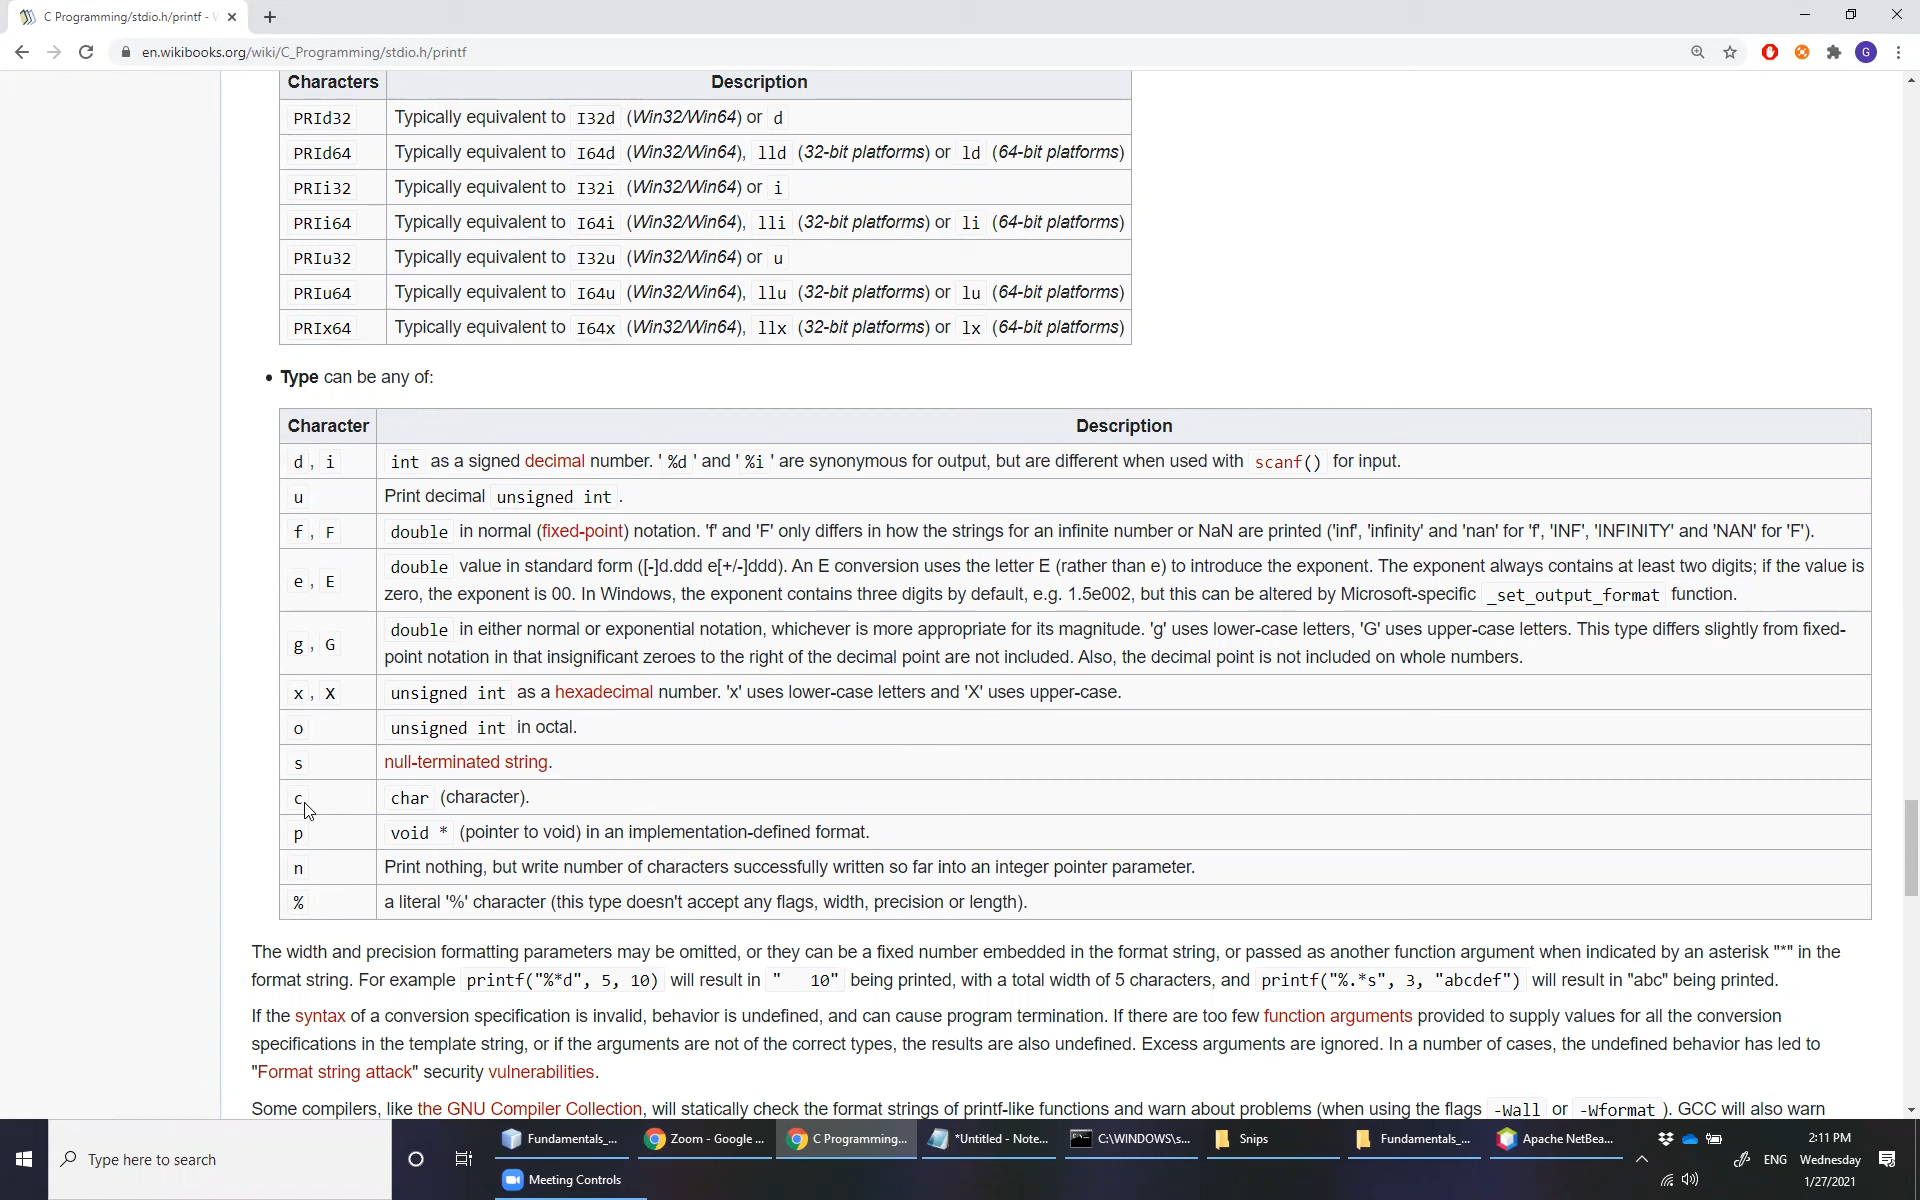 C Programming/stdio.h/printf - W
en.wikibooks.org/wiki/C_Programming/stdio.h/printf
G
Characters Description
PRId32 Typically equivalent to I32d (Win32/Win64) or d
PRId64 Typically equivalent to I64d (Win32/Win64), lld (32-bit platforms) or ld (64-bit platforms)
PRIi32 Typically equivalent to I32i (Win32/Win64) or i
PRIi64 Typically equivalent to I64i (Win32/Win64), lli (32-bit platforms) or li (64-bit platforms)
PRIu32 Typically equivalent to I32u (Win32/Win64) or u
PRIu64 Typically equivalent to I64u (Win32/Win64), llu (32-bit platforms) or lu (64-bit platforms)
PRIx64 Typically equivalent to I64x (Win32/Win64), llx (32-bit platforms) or lx (64-bit platforms)
• Type can be any of:
Character Description
d , i int as a signed decimal number. ' %d ' and ' %i ' are synonymous for output, but are different when used with scanf() for input.
u Print decimal unsigned int .
f , F double in normal (fixed-point) notation. 'f' and 'F' only differs in how the strings for an infinite number or NaN are printed ('inf', 'infinity' and 'nan' for 'f', 'INF', 'INFINITY' and 'NAN' for 'F').
e , E double value in standard form ([-]d.ddd e[+/-]ddd). An E conversion uses the letter E (rather than e) to introduce the exponent. The exponent always contains at least two digits; if the value is
zero, the exponent is 00. In Windows, the exponent contains three digits by default, e.g. 1.5e002, but this can be altered by Microsoft-specific _set_output_format function.
g , G double in either normal or exponential notation, whichever is more appropriate for its magnitude. 'g' uses lower-case letters, 'G' uses upper-case letters. This type differs slightly from fixed-
point notation in that insignificant zeroes to the right of the decimal point are not included. Also, the decimal point is not included on whole numbers.
x , X unsigned int as a hexadecimal number. 'x' uses lower-case letters and 'X' uses upper-case.
o unsigned int in octal.
s null-terminated string.
c char (character).
p void * (pointer to void) in an implementation-defined format.
n Print nothing, but write number of characters successfully written so far into an integer pointer parameter.
% a literal '%' character (this type doesn't accept any flags, width, precision or length).
The width and precision formatting parameters may be omitted, or they can be a fixed number embedded in the format string, or passed as another function argument when indicated by an asterisk "*" in the
format string. For example printf("%*d", 5, 10) will result in "   10" being printed, with a total width of 5 characters, and printf("%.*s", 3, "abcdef") will result in "abc" being printed.
If the syntax of a conversion specification is invalid, behavior is undefined, and can cause program termination. If there are too few function arguments provided to supply values for all the conversion
specifications in the template string, or if the arguments are not of the correct types, the results are also undefined. Excess arguments are ignored. In a number of cases, the undefined behavior has led to
"Format string attack" security vulnerabilities.
Some compilers, like the GNU Compiler Collection, will statically check the format strings of printf-like functions and warn about problems (when using the flags -Wall or -Wformat ). GCC will also warn
Type here to search
Fundamentals_... Zoom - Google ... C Programming... *Untitled - Note... C:\WINDOWS\s... Snips Fundamentals_... Apache NetBea...
Meeting Controls
ENG
2:11 PM
Wednesday
1/27/2021